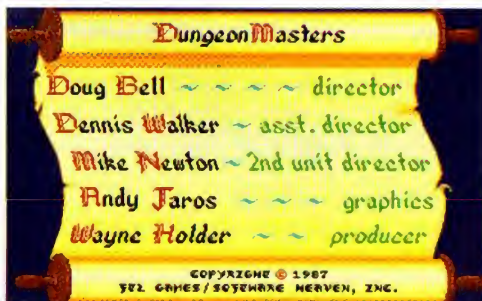 DungeonMasters
Doug Bell ~ ~ ~ ~ director
Dennis Walker ~ asst. director
Mike Newton ~ 2nd unit director
Andy Jaros ~ ~ ~ graphics
Wayne Holder ~ ~ producer
COPYRIGHT © 1987
FTL GAMES/SOFTWARE HEAVEN, INC.